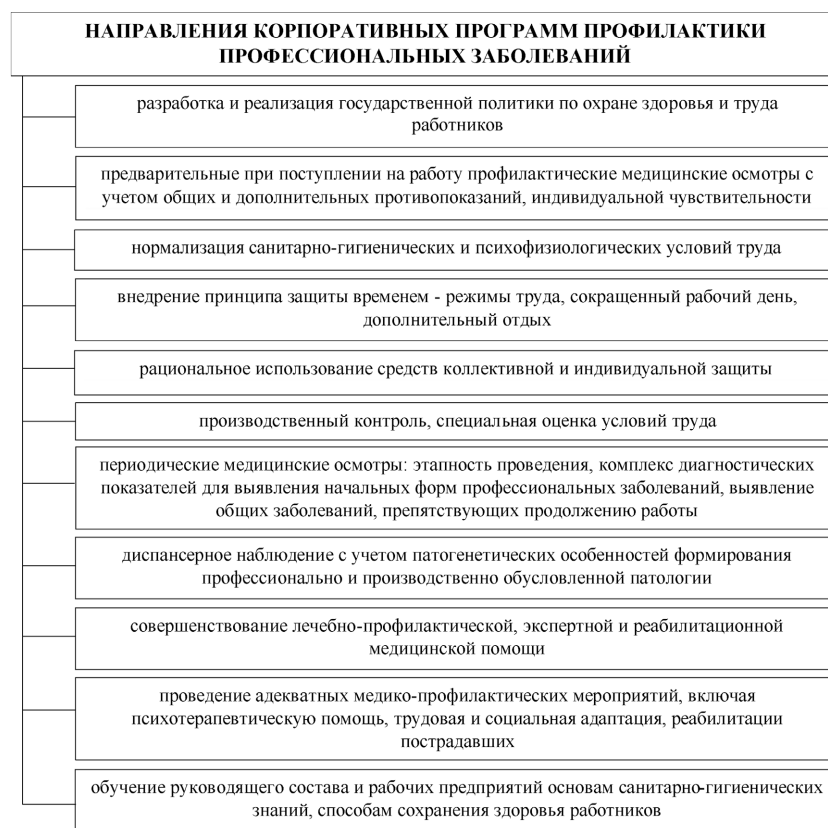 НАПРАВЛЕНИЯ КОРПОРАТИВНЫХ ПРОГРАММ ПРОФИЛАКТИКИ
ПРОФЕССИОНАЛЬНЫХ ЗАБОЛЕВАНИЙ
разработка и реализация государственной политики по охране здоровья и труда
работников
предварительные при поступлении на работу профилактические медицинские осмотры с
учетом общих и дополнительных противопоказаний, индивидуальной чувствительности
нормализация санитарно-гигиенических и психофизиологических условий труда
внедрение принципа защиты временем - режимы труда, сокращенный рабочий день,
дополнительный отдых
рациональное использование средств коллективной и индивидуальной защиты
производственный контроль, специальная оценка условий труда
периодические медицинские осмотры: этапность проведения, комплекс диагностических
показателей для выявления начальных форм профессиональных заболеваний, выявление
общих заболеваний, препятствующих продолжению работы
диспансерное наблюдение с учетом патогенетических особенностей формирования
профессионально и производственно обусловленной патологии
совершенствование лечебно-профилактической, экспертной и реабилитационной
медицинской помощи
проведение адекватных медико-профилактических мероприятий, включая
психотерапевтическую помощь, трудовая и социальная адаптация, реабилитации
пострадавших
обучение руководящего состава и рабочих предприятий основам санитарно-гигиенических
знаний, способам сохранения здоровья работников